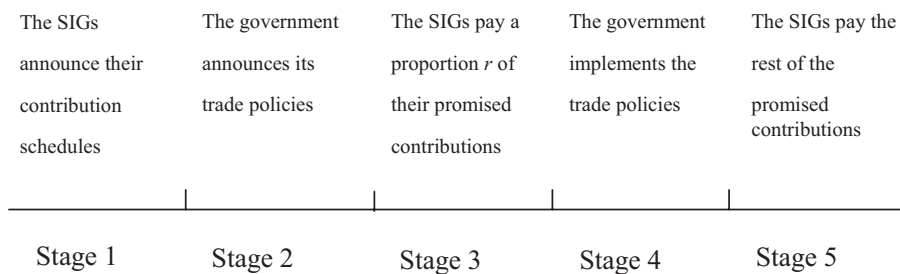 The SIGs
announce their
contribution
schedules
The government
announces its
trade policies
The SIGs pay a
proportion r of
their promised
contributions
The government
implements the
trade policies
The SIGs pay the
rest of the
promised
contributions
Stage 1
Stage 2
Stage 3
Stage 4
Stage 5